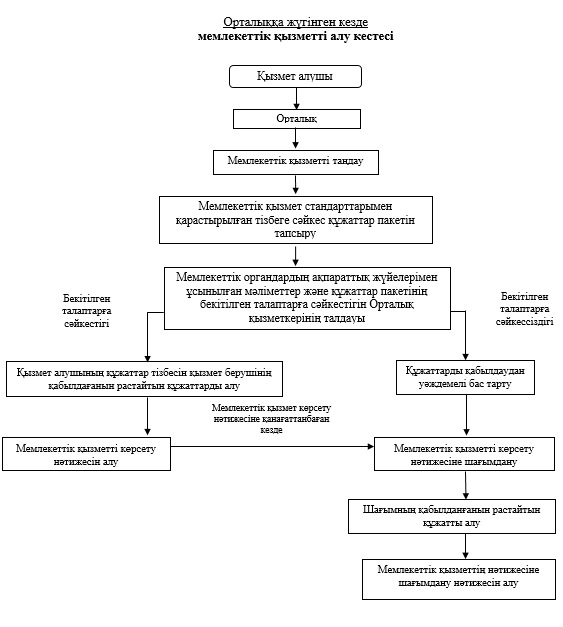 Орталыққа жүгінген кезде
мемлекеттік қызметті алу кестесі
Қызмет алушы
Орталық
Мемлекеттік қызметті таңдау
Мемлекеттік қызмет стандарттарымен
қарастырылған тізбеге сәйкес құжаттар пакетін
тапсыру
Мемлекеттік органдардың ақпараттық жүйелерімен
ұсынылған мәліметтер және құжаттар пакетінің
бекітілген талаптарға сәйкестігін Орталық
қызметкерінің талдауы
Бекітілген
талаптарға
сәйкестігі
Бекітілген
талаптарға
сәйкессіздігі
Қызмет алушының құжаттар тізбесін қызмет берушінің
қабылдағанын растайтын құжаттарды алу
Құжаттарды қабылдаудан
уәждемелі бас тарту
Мемлекеттік қызмет көрсету
нәтижесіне қанағаттанбаған
кезде
Мемлекеттік қызметті көрсету
нәтижесін алу
Мемлекеттік қызметті көрсету
нәтижесіне шағымдану
Шағымның қабылданғанын растайтын
құжатты алу
Мемлекеттік қызметтің нәтижесіне
шағымдану нәтижесін алу